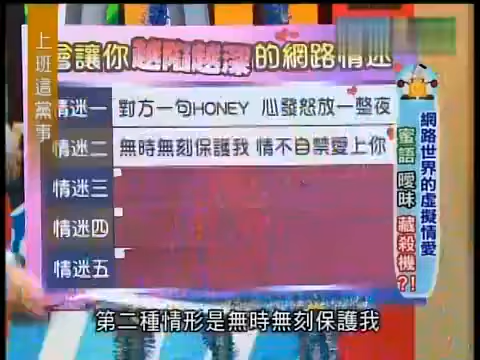 會讓你越陷越深的網路情迷
情迷一 對方一句HONEY 心發怒放一整夜
情迷二 無時無刻保護我 情不自禁愛上你
情迷三
情迷四
情迷五
上班這黨事
網路世界的虛擬情愛
蜜語 曖昧 藏殺機?!
第二種情形是無時無刻保護我